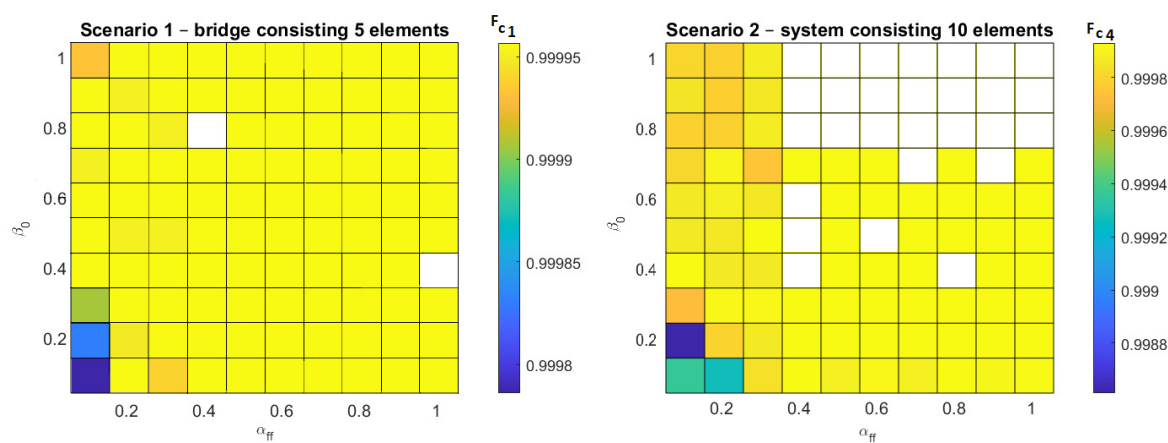 Scenario 1 – bridge consisting 5 elements
F c 1
1
0.8
0.6
0.4
0.2
β0
0.2 0.4 0.6 0.8 1
αff
0.99995
0.9999
0.99985
0.9998
Scenario 2 – system consisting 10 elements
F c 4
1
0.8
0.6
0.4
0.2
β0
0.2 0.4 0.6 0.8 1
αff
0.9998
0.9996
0.9994
0.9992
0.999
0.9988